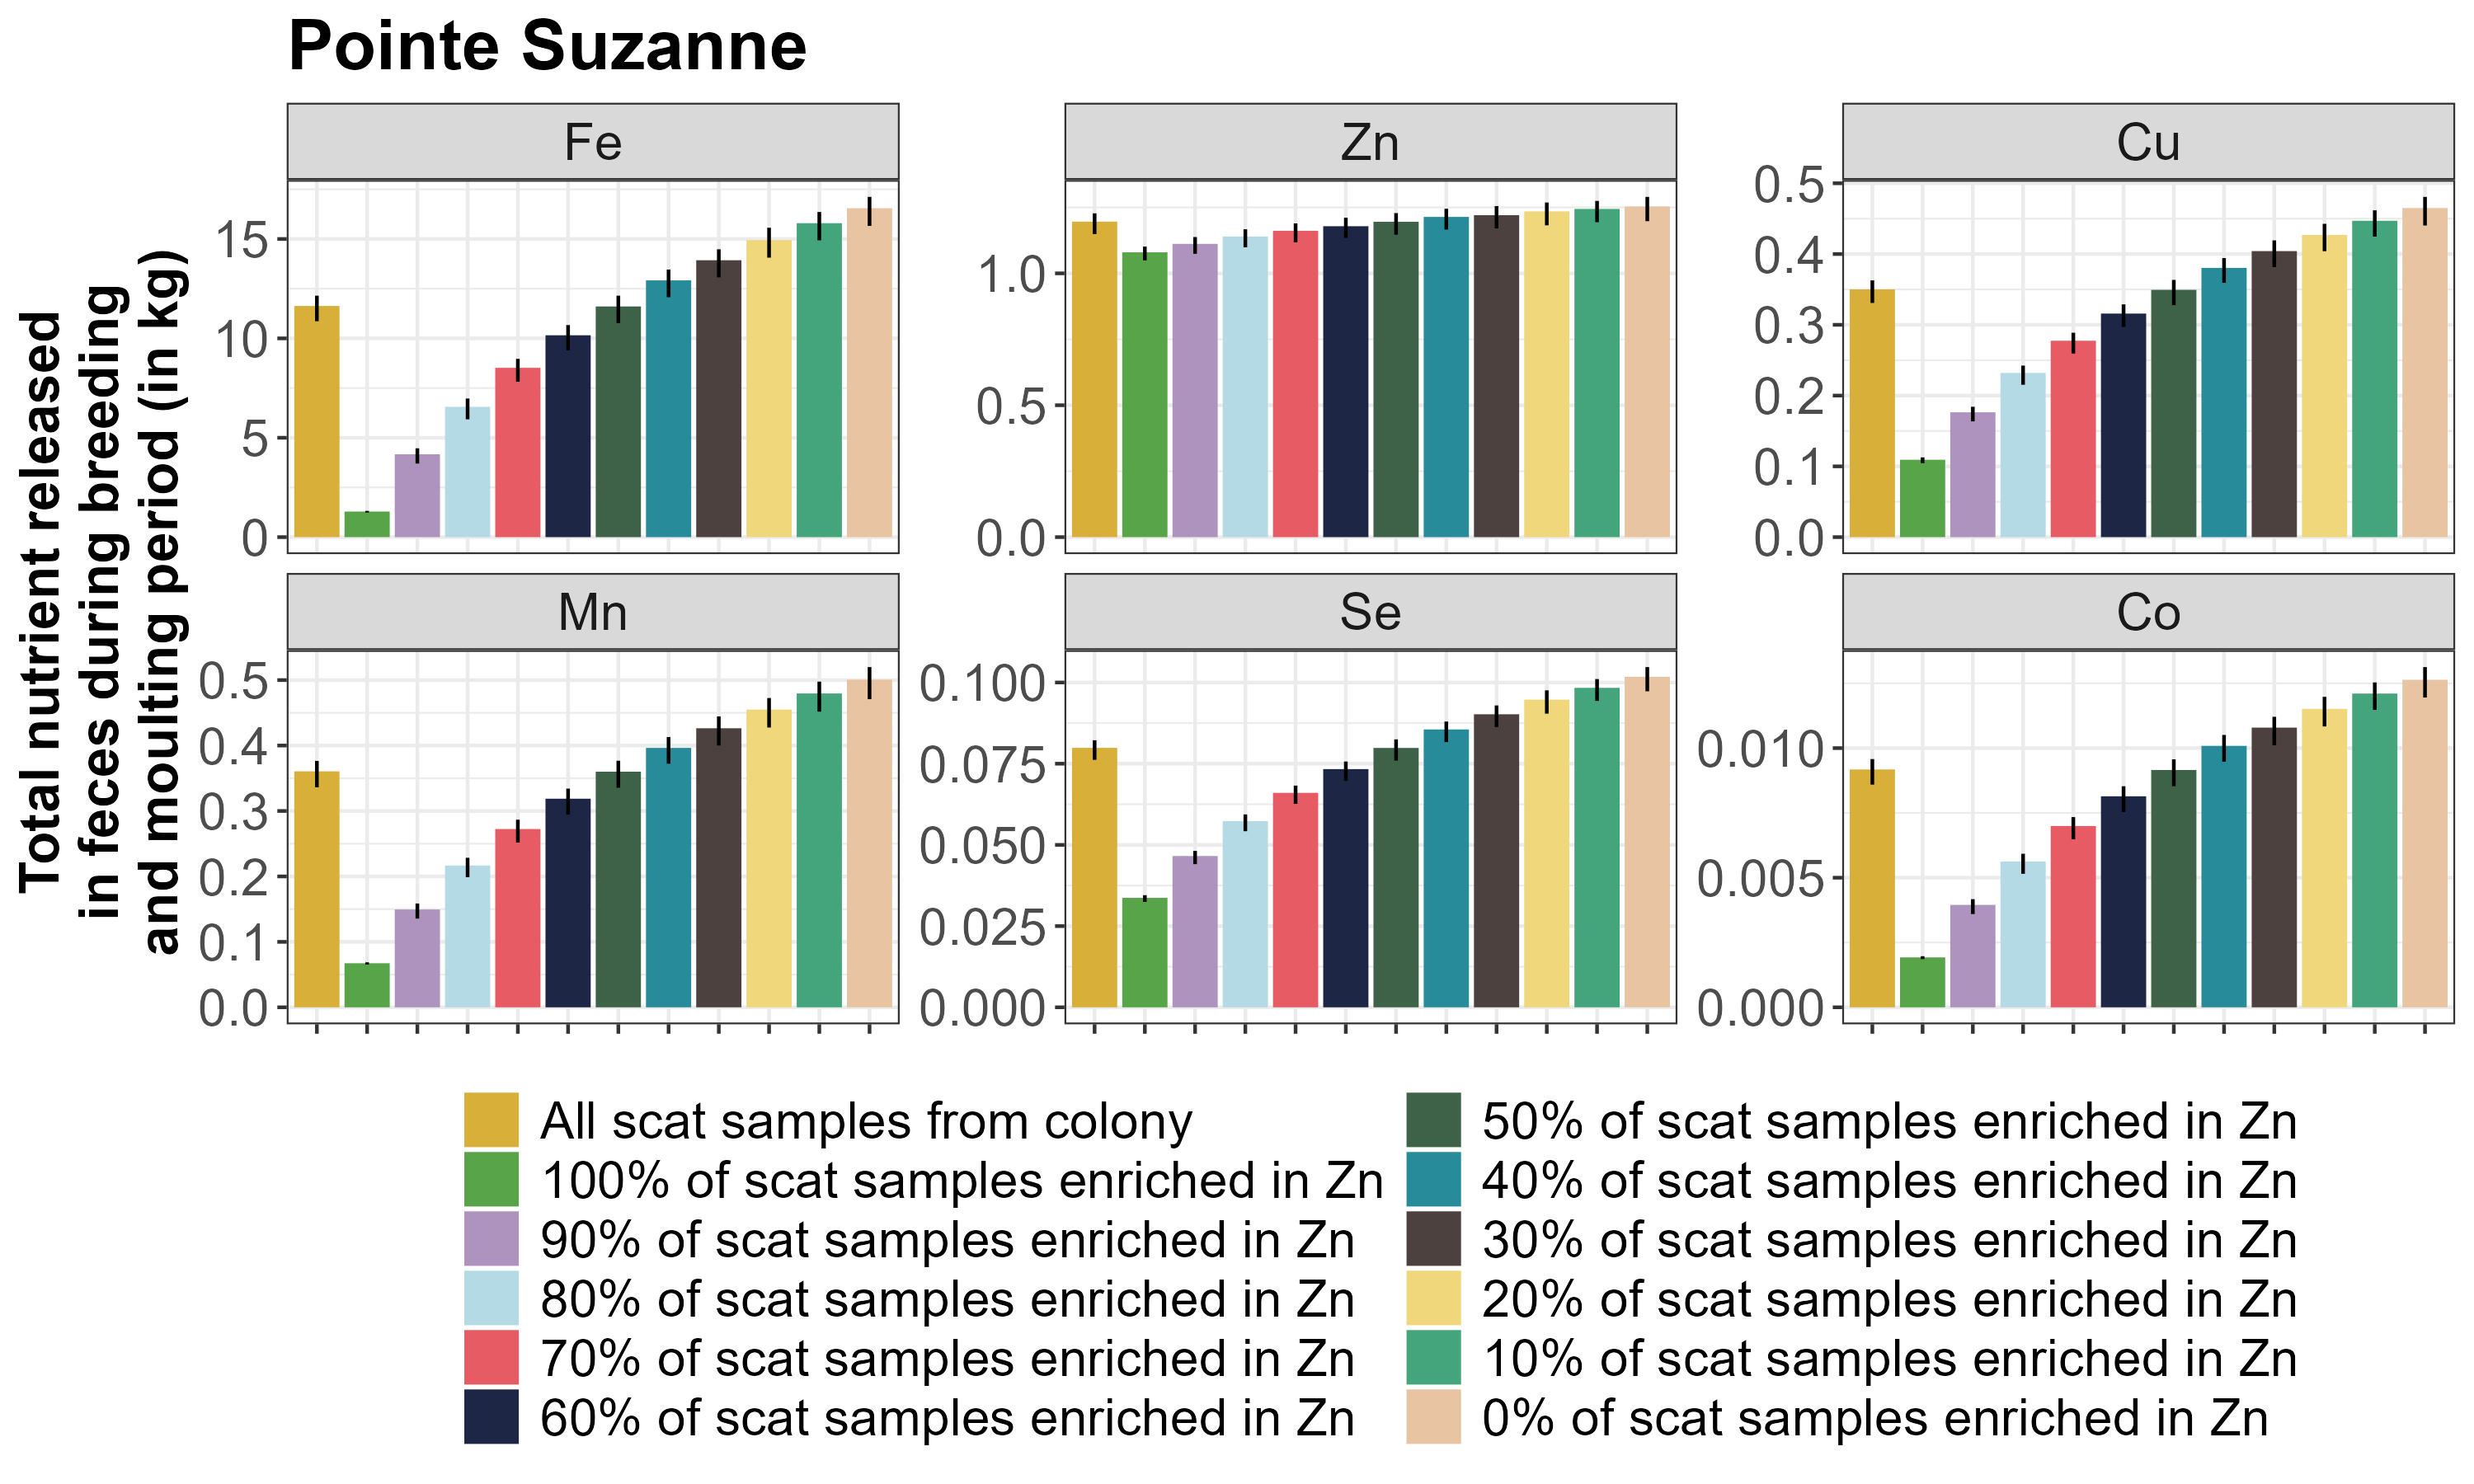 Pointe Suzanne
Total nutrient released
in feces during breeding
and moulting period (in kg)
Fe
15
10
5
0
Zn
1.0
0.5
0.0
Cu
0.5
0.4
0.3
0.2
0.1
0.0
Mn
0.5
0.4
0.3
0.2
0.1
0.0
Se
0.100
0.075
0.050
0.025
0.000
Co
0.010
0.005
0.000
All scat samples from colony
100% of scat samples enriched in Zn
90% of scat samples enriched in Zn
80% of scat samples enriched in Zn
70% of scat samples enriched in Zn
60% of scat samples enriched in Zn
50% of scat samples enriched in Zn
40% of scat samples enriched in Zn
30% of scat samples enriched in Zn
20% of scat samples enriched in Zn
10% of scat samples enriched in Zn
0% of scat samples enriched in Zn